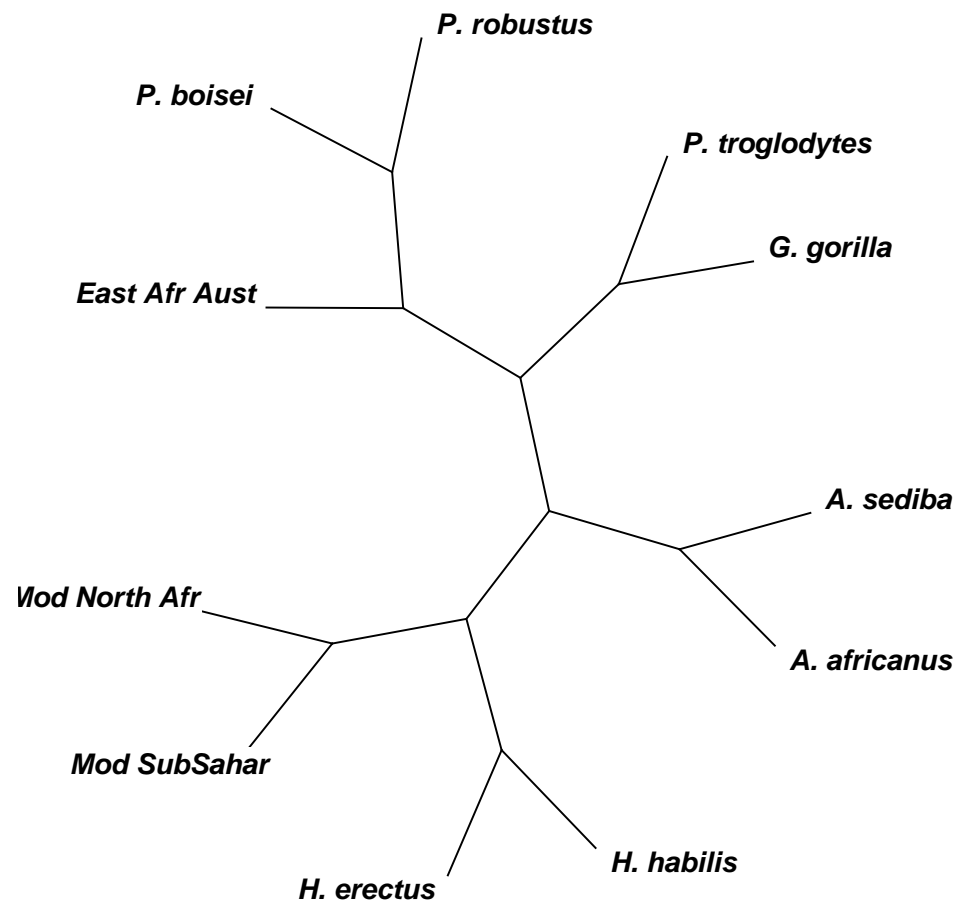 P. robustus
P. boisei
P. troglodytes
G. gorilla
East Afr Aust
A. sediba
Mod North Afr
A. africanus
Mod SubSahar
H. habilis
H. erectus